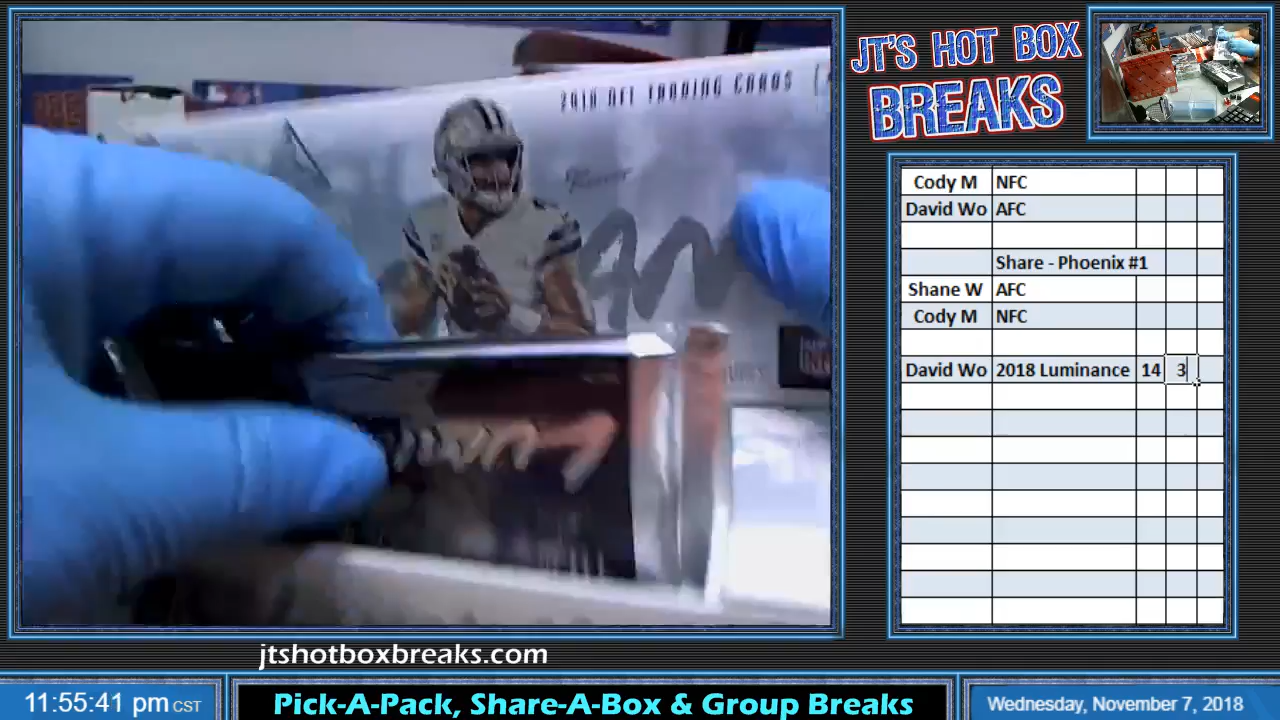 2018 NFL TRADING CARDS
JT'S HOT BOX
BREAKS
Cody M NFC
David Wo AFC
Share - Phoenix #1
Shane W AFC
Cody M NFC
David Wo 2018 Luminance 14 3
jtshotboxbreaks.com
11:55:41 pm CST
Pick-A-Pack, Share-A-Box & Group Breaks
Wednesday, November 7, 2018